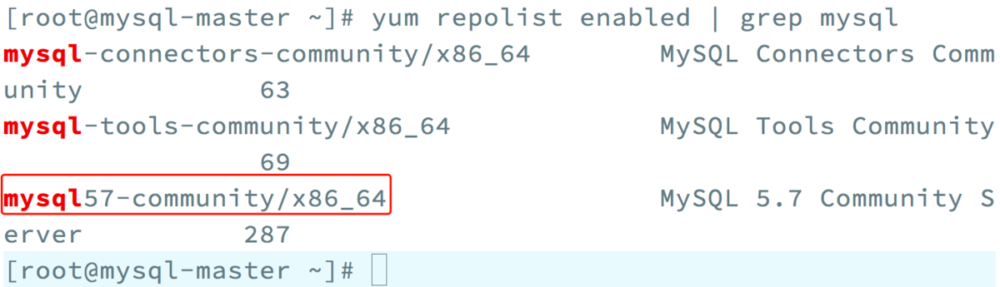 [root@mysql-master ~]# yum repolist enabled | grep mysql
mysql-connectors-community/x86_64        MySQL Connectors Comm
unity           63
mysql-tools-community/x86_64             MySQL Tools Community
                69
mysql57-community/x86_64                 MySQL 5.7 Community S
erver          287
[root@mysql-master ~]#